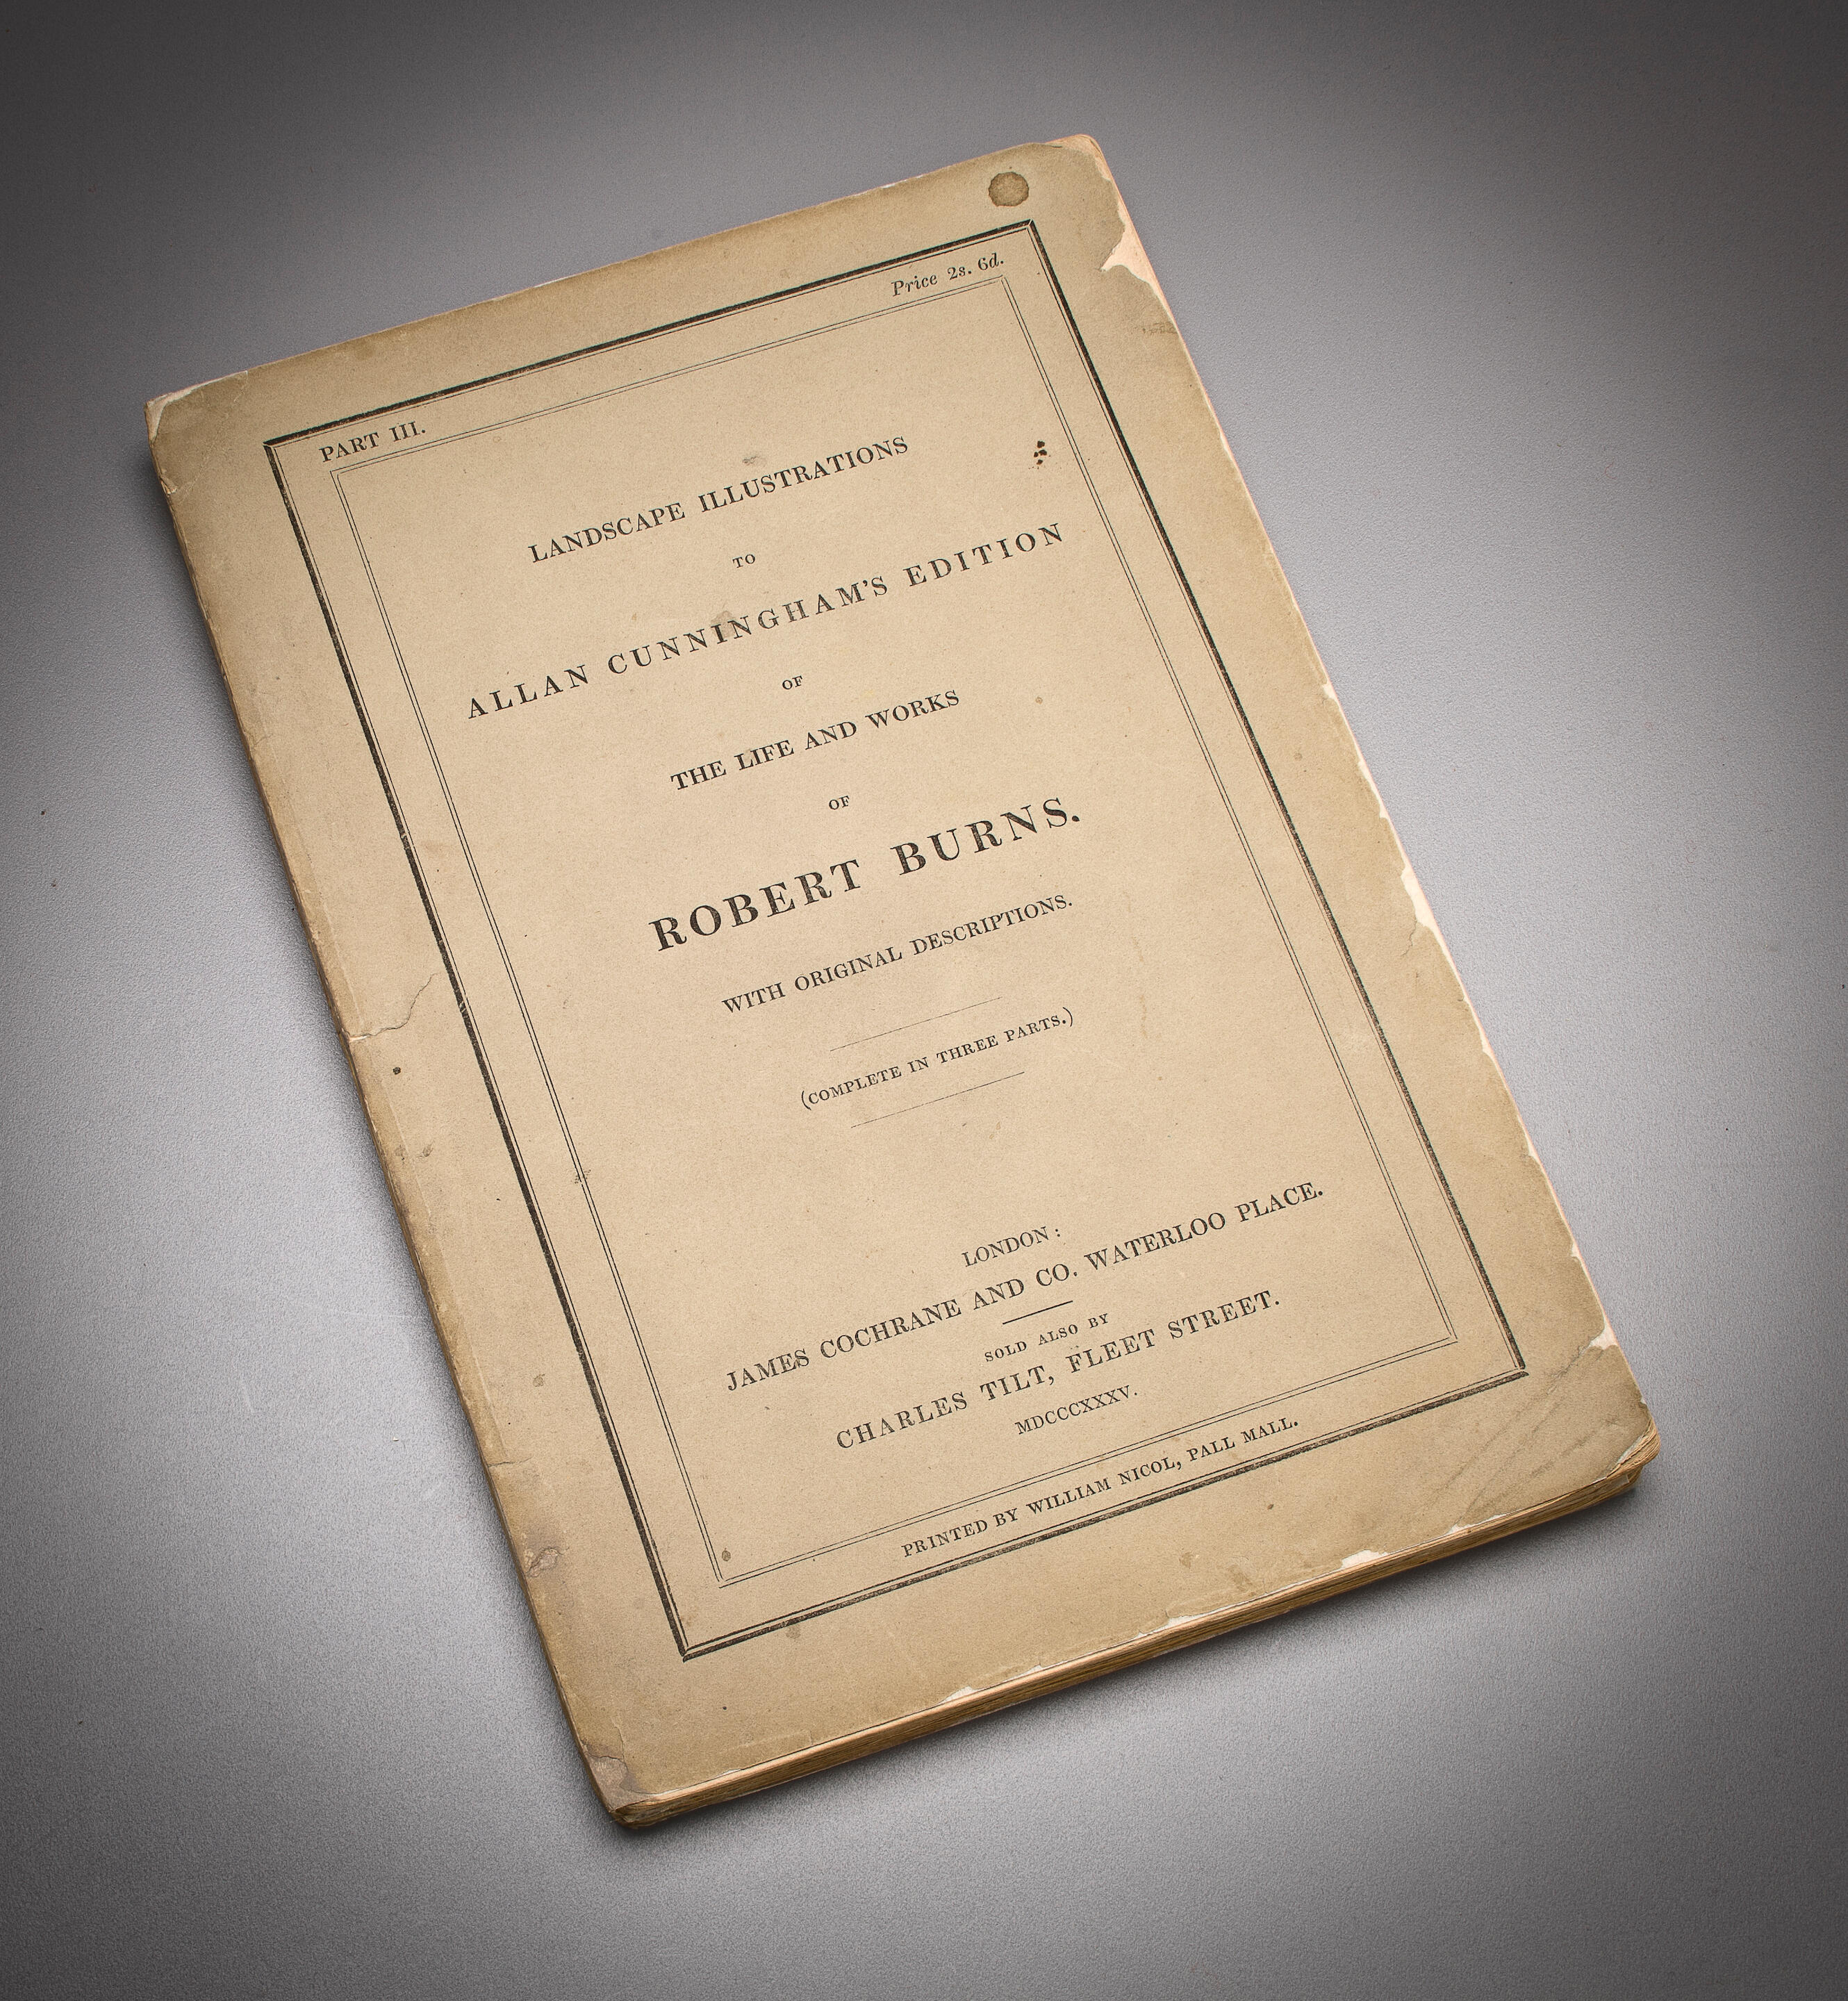 PART III.
Price 2s. 6d.
LANDSCAPE ILLUSTRATIONS
TO
ALLAN CUNNINGHAM'S EDITION
OF
THE LIFE AND WORKS
OF
ROBERT BURNS.
WITH ORIGINAL DESCRIPTIONS.
(COMPLETE IN THREE PARTS.)
LONDON:
JAMES COCHRANE AND CO. WATERLOO PLACE.
SOLD ALSO BY
CHARLES TILT, FLEET STREET.
MDCCCXXXV.
PRINTED BY WILLIAM NICOL, PALL MALL.